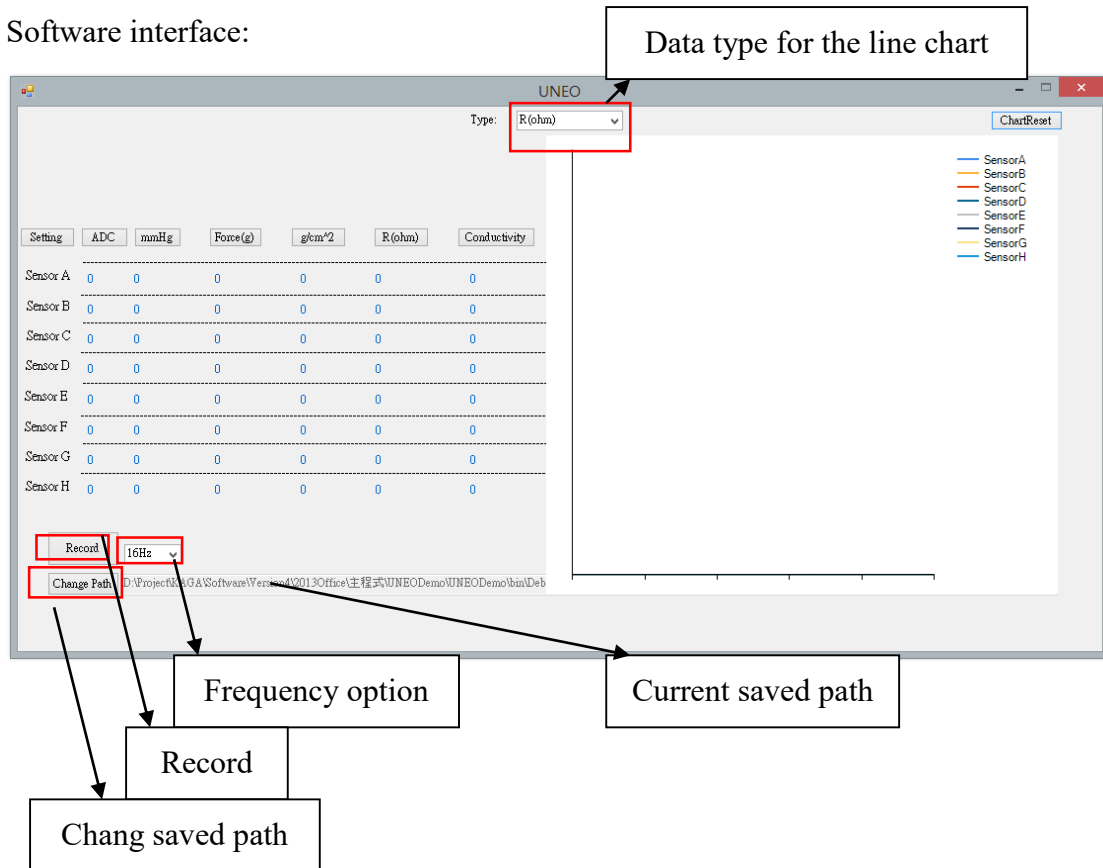 Software interface:
Data type for the line chart
UNEO
Type: R(ohm)
ChartReset
SensorA
SensorB
SensorC
SensorD
SensorE
SensorF
SensorG
SensorH
Setting ADC mmHg Force(g) g/cm^2 R(ohm) Conductivity
Sensor A 0 0 0 0 0 0
Sensor B 0 0 0 0 0 0
Sensor C 0 0 0 0 0 0
Sensor D 0 0 0 0 0 0
Sensor E 0 0 0 0 0 0
Sensor F 0 0 0 0 0 0
Sensor G 0 0 0 0 0 0
Sensor H 0 0 0 0 0 0
Record 16Hz
Change Path D:\Project\KAGA\Software\Version4\2013Office\主程式\UNEODemo\UNEODemo\bin\Deb
Frequency option
Current saved path
Record
Chang saved path